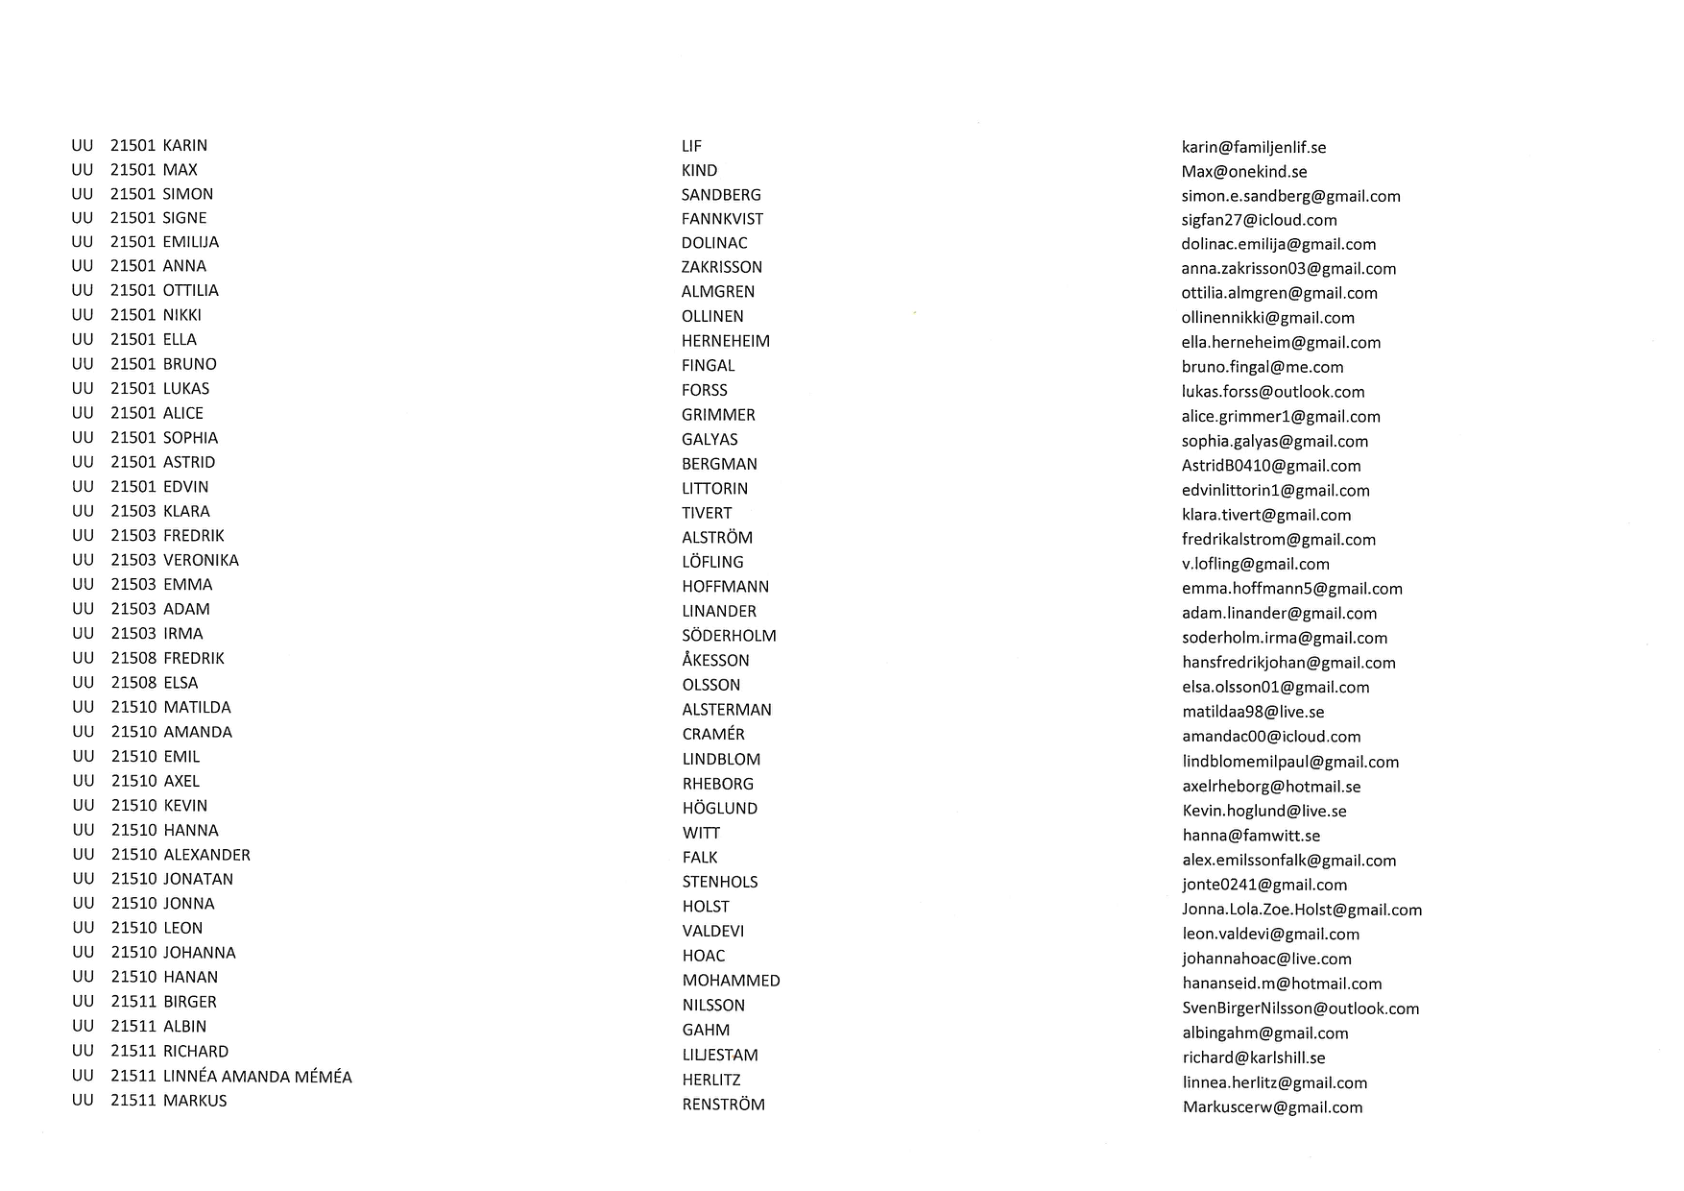 UU 21501 KARIN LIF karin@familjenlif.se
UU 21501 MAX KIND Max@onekind.se
UU 21501 SIMON SANDBERG simon.e.sandberg@gmail.com
UU 21501 SIGNE FANNKVIST sigfan27@icloud.com
UU 21501 EMILIJA DOLINAC dolinac.emilija@gmail.com
UU 21501 ANNA ZAKRISSON anna.zakrisson03@gmail.com
UU 21501 OTTILIA ALMGREN ottilia.almgren@gmail.com
UU 21501 NIKKI OLLINEN ollinennikki@gmail.com
UU 21501 ELLA HERNEHEIM ella.herneheim@gmail.com
UU 21501 BRUNO FINGAL bruno.fingal@me.com
UU 21501 LUKAS FORSS lukas.forss@outlook.com
UU 21501 ALICE GRIMMER alice.grimmer1@gmail.com
UU 21501 SOPHIA GALYAS sophia.galyas@gmail.com
UU 21501 ASTRID BERGMAN AstridB0410@gmail.com
UU 21501 EDVIN LITTORIN edvinlittorin1@gmail.com
UU 21503 KLARA TIVERT klara.tivert@gmail.com
UU 21503 FREDRIK ALSTRÖM fredrikalstrom@gmail.com
UU 21503 VERONIKA LÖFLING v.lofling@gmail.com
UU 21503 EMMA HOFFMANN emma.hoffmann5@gmail.com
UU 21503 ADAM LINANDER adam.linander@gmail.com
UU 21503 IRMA SÖDERHOLM soderholm.irma@gmail.com
UU 21508 FREDRIK ÅKESSON hansfredrikjohan@gmail.com
UU 21508 ELSA OLSSON elsa.olsson01@gmail.com
UU 21510 MATILDA ALSTERMAN matildaa98@live.se
UU 21510 AMANDA CRAMÉR amandac00@icloud.com
UU 21510 EMIL LINDBLOM lindblomemilpaul@gmail.com
UU 21510 AXEL RHEBORG axelrheborg@hotmail.se
UU 21510 KEVIN HÖGLUND Kevin.hoglund@live.se
UU 21510 HANNA WITT hanna@famwitt.se
UU 21510 ALEXANDER FALK alex.emilssonfalk@gmail.com
UU 21510 JONATAN STENHOLS jonte0241@gmail.com
UU 21510 JONNA HOLST Jonna.Lola.Zoe.Holst@gmail.com
UU 21510 LEON VALDEVI leon.valdevi@gmail.com
UU 21510 JOHANNA HOAC johannahoac@live.com
UU 21510 HANAN MOHAMMED hananseid.m@hotmail.com
UU 21511 BIRGER NILSSON SvenBirgerNilsson@outlook.com
UU 21511 ALBIN GAHM albingahm@gmail.com
UU 21511 RICHARD LILJESTAM richard@karlshill.se
UU 21511 LINNÉA AMANDA MÉMÉA HERLITZ linnea.herlitz@gmail.com
UU 21511 MARKUS RENSTRÖM Markuscerw@gmail.com